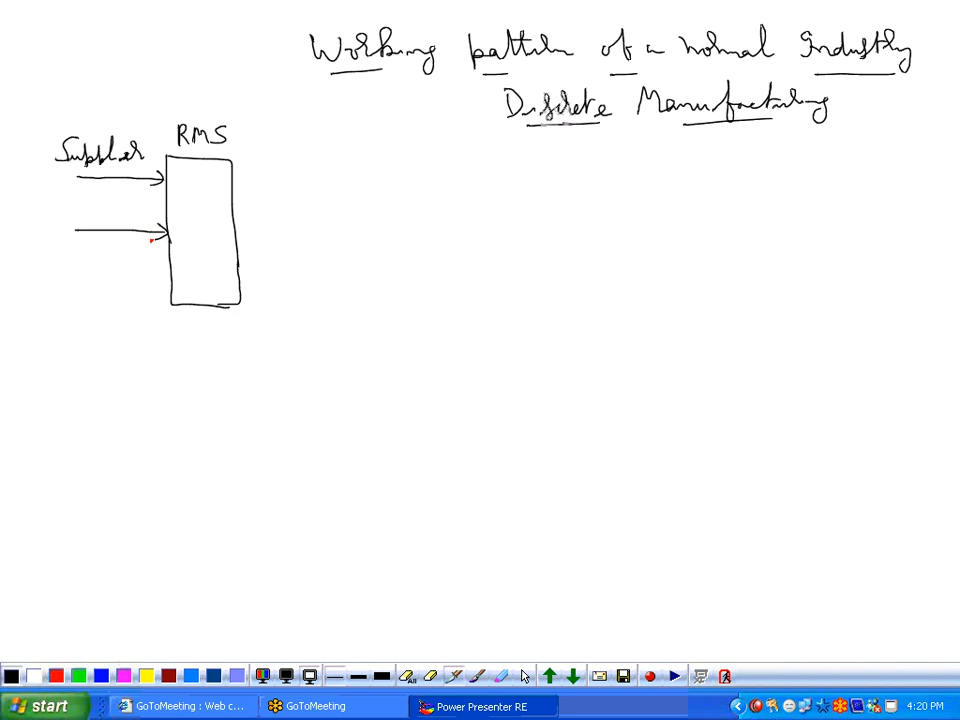 Working pattern of a normal Industry
Discrete Manufacturing
RMS
Supplier
start
GoToMeeting : Web c...
GoToMeeting
Power Presenter RE
4:20 PM